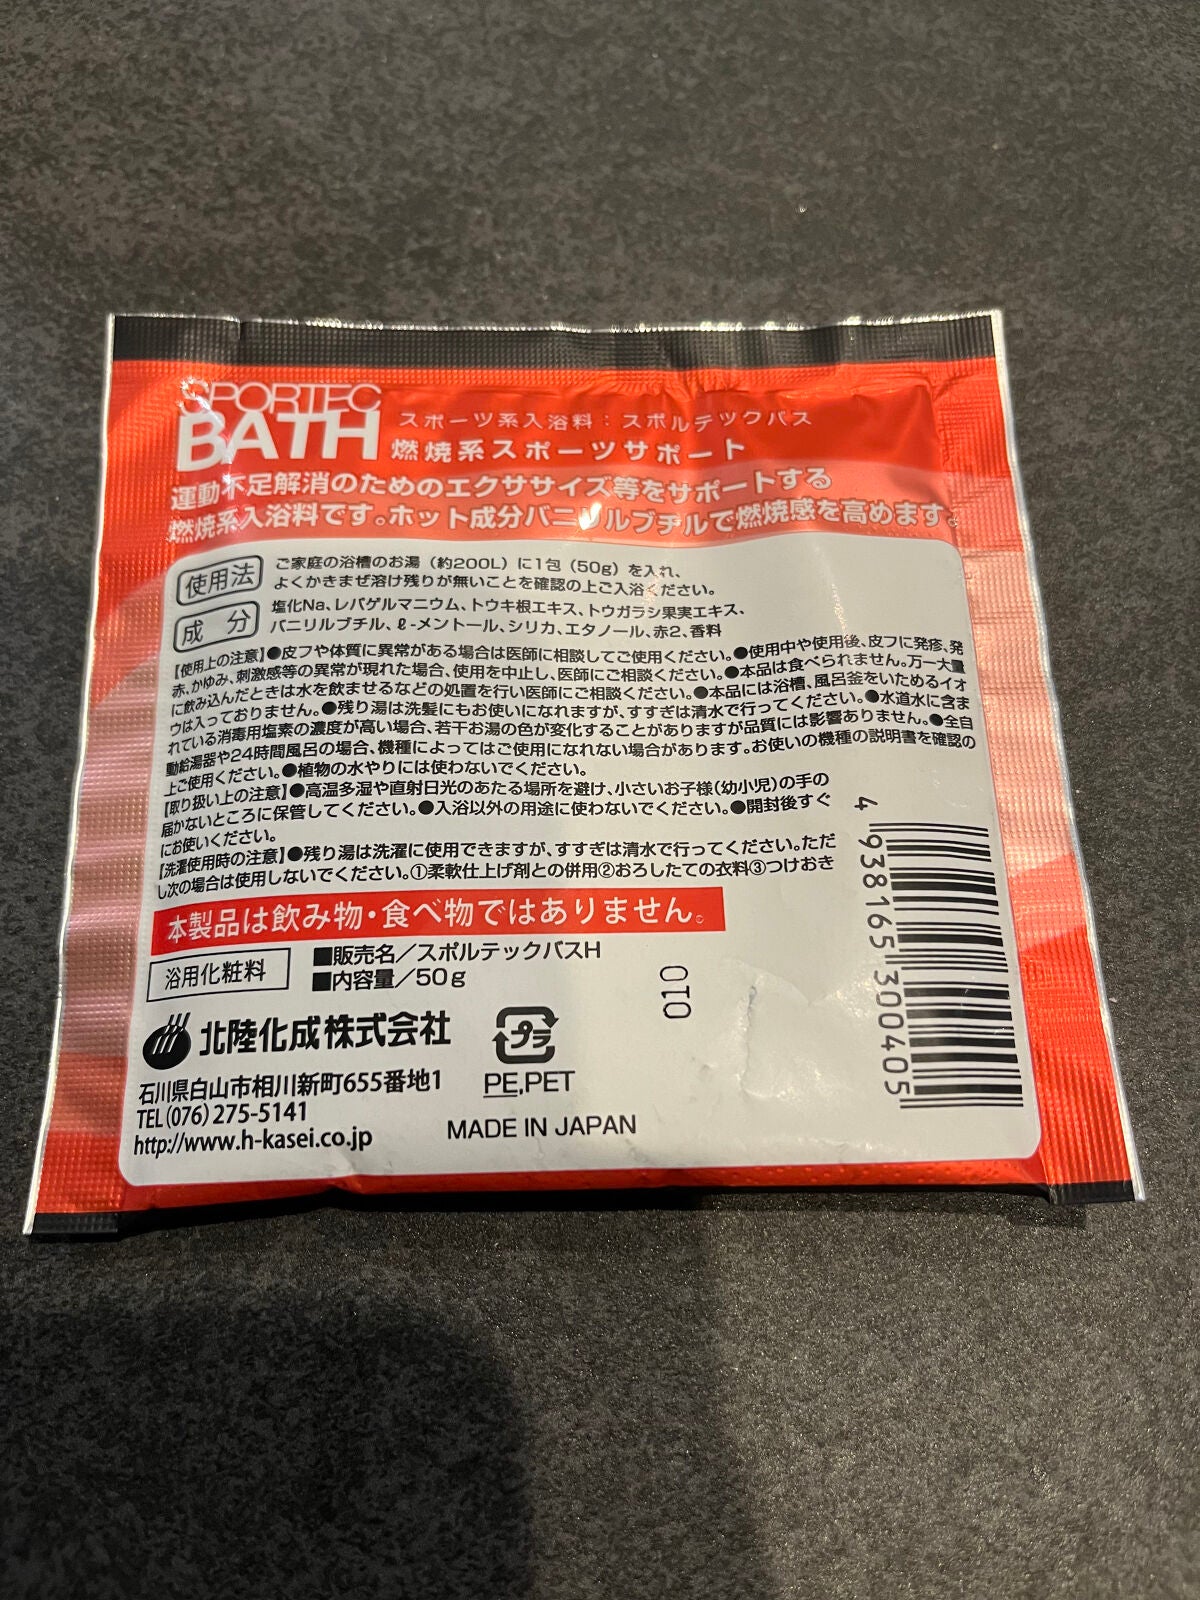 SPORTEC
BATH
スポーツ系入浴料：スポルテックバス
燃焼系スポーツサポート
運動不足解消のためのエクササイズ等をサポートする
燃焼系入浴料です。ホット成分バニリルブチルで燃焼感を高めます。
使用法
ご家庭の浴槽のお湯（約200L）に1包（50g）を入れ、
よくかきまぜ溶け残りが無いことを確認の上ご入浴ください。
成 分
塩化Na、レパゲルマニウム、トウキ根エキス、トウガラシ果実エキス、
バニリルブチル、ℓ-メントール、シリカ、エタノール、赤2、香料
【使用上の注意】●皮フや体質に異常がある場合は医師に相談してご使用ください。●使用中や使用後、皮フに発疹、発
赤、かゆみ、刺激感等の異常が現れた場合、使用を中止し、医師にご相談ください。●本品は食べられません。万一大量
に飲み込んだときは水を飲ませるなどの処置を行い医師にご相談ください。●本品には浴槽、風呂釜をいためるイオ
ウは入っておりません。●残り湯は洗髪にもお使いになれますが、すすぎは清水で行ってください。●水道水に含ま
れている消毒用塩素の濃度が高い場合、若干お湯の色が変化することがありますが品質には影響ありません。●全自
動給湯器や24時間風呂の場合、機種によってはご使用になれない場合があります。お使いの機種の説明書を確認の
上ご使用ください。●植物の水やりには使わないでください。
【取り扱い上の注意】●高温多湿や直射日光のあたる場所を避け、小さいお子様（幼小児）の手の
届かないところに保管してください。●入浴以外の用途に使わないでください。●開封後すぐ
にお使いください。
【洗濯使用時の注意】●残り湯は洗濯に使用できますが、すすぎは清水で行ってください。ただ
し次の場合は使用しないでください。①柔軟仕上げ剤との併用②おろしたての衣料③つけおき
本製品は飲み物・食べ物ではありません。
浴用化粧料
■販売名／スポルテックバスH
■内容量／50g
010
北陸化成株式会社
プラ
PE,PET
石川県白山市相川新町655番地1
TEL(076)275-5141
http://www.h-kasei.co.jp
MADE IN JAPAN
4 938165 300405